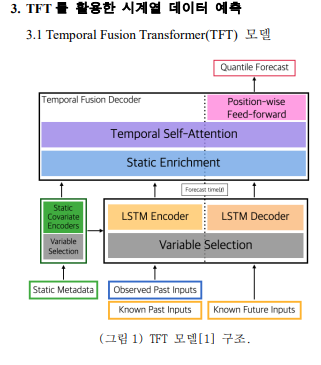 3. TFT 를 활용한 시계열 데이터 예측
3.1 Temporal Fusion Transformer(TFT) 모델
Quantile Forecast
Temporal Fusion Decoder
Position-wise
Feed-forward
Temporal Self-Attention
Static Enrichment
Forecast time(t)
Static
Covariate
Encoders
LSTM Encoder
LSTM Decoder
Variable
Selection
Variable Selection
Static Metadata
Observed Past Inputs
Known Past Inputs
Known Future Inputs
(그림 1) TFT 모델[1] 구조.